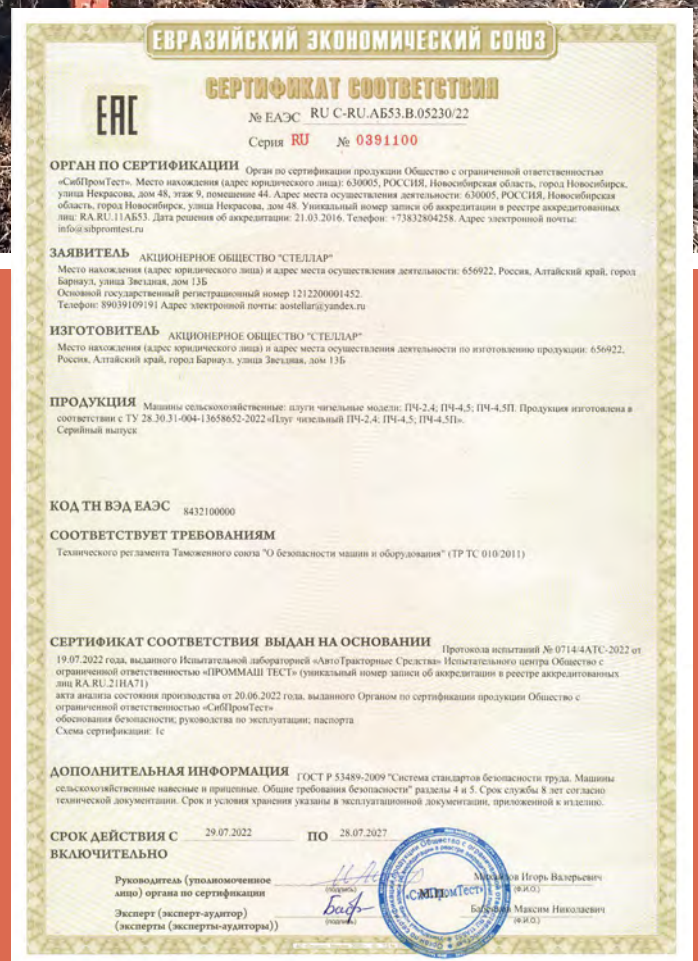 ЕВРАЗИЙСКИЙ ЭКОНОМИЧЕСКИЙ СОЮЗ
СЕРТИФИКАТ СООТВЕТСТВИЯ
EAC
№ ЕАЭС RU C-RU.АБ53.В.05230/22
Серия RU № 0391100
ОРГАН ПО СЕРТИФИКАЦИИ Орган по сертификации продукции Общество с ограниченной ответственностью
«СибПромТест». Место нахождения (адрес юридического лица): 630005, РОССИЯ, Новосибирская область, город Новосибирск,
улица Некрасова, дом 48, этаж 9, помещение 44. Адрес места осуществления деятельности: 630005, РОССИЯ, Новосибирская
область, город Новосибирск, улица Некрасова, дом 48. Уникальный номер записи об аккредитации в реестре аккредитованных
лиц: RA.RU.11АБ53. Дата решения об аккредитации: 21.03.2016. Телефон: +73832804258. Адрес электронной почты:
info@sibpromtest.ru
ЗАЯВИТЕЛЬ АКЦИОНЕРНОЕ ОБЩЕСТВО "СТЕЛЛАР"
Место нахождения (адрес юридического лица) и адрес места осуществления деятельности: 656922, Россия, Алтайский край, город
Барнаул, улица Звездная, дом 13Б
Основной государственный регистрационный номер 1212200001452.
Телефон: 89039109191 Адрес электронной почты: aostellar@yandex.ru
ИЗГОТОВИТЕЛЬ АКЦИОНЕРНОЕ ОБЩЕСТВО "СТЕЛЛАР"
Место нахождения (адрес юридического лица) и адрес места осуществления деятельности по изготовлению продукции: 656922,
Россия, Алтайский край, город Барнаул, улица Звездная, дом 13Б
ПРОДУКЦИЯ Машины сельскохозяйственные: плуги чизельные модели: ПЧ-2,4; ПЧ-4,5; ПЧ-4,5П. Продукция изготовлена в
соответствии с ТУ 28.30.31-004-13658652-2022 «Плуг чизельный ПЧ-2,4; ПЧ-4,5; ПЧ-4,5П».
Серийный выпуск
КОД ТН ВЭД ЕАЭС 8432100000
СООТВЕТСТВУЕТ ТРЕБОВАНИЯМ
Технического регламента Таможенного союза "О безопасности машин и оборудования" (ТР ТС 010/2011)
СЕРТИФИКАТ СООТВЕТСТВИЯ ВЫДАН НА ОСНОВАНИИ Протокола испытаний № 0714/4АТС-2022 от
19.07.2022 года, выданного Испытательной лабораторией «АвтоТракторные Средства» Испытательного центра Общество с
ограниченной ответственностью «ПРОММАШ ТЕСТ» (уникальный номер записи об аккредитации в реестре аккредитованных
лиц RA.RU.21НА71)
акта анализа состояния производства от 20.06.2022 года, выданного Органом по сертификации продукции Общество с
ограниченной ответственностью «СибПромТест»
обоснования безопасности; руководства по эксплуатации; паспорта
Схема сертификации: 1с
ДОПОЛНИТЕЛЬНАЯ ИНФОРМАЦИЯ ГОСТ Р 53489-2009 "Система стандартов безопасности труда. Машины
сельскохозяйственные навесные и прицепные. Общие требования безопасности" разделы 4 и 5. Срок службы 8 лет согласно
технической документации. Срок и условия хранения указаны в эксплуатационной документации, приложенной к изделию.
СРОК ДЕЙСТВИЯ С 29.07.2022 ПО 28.07.2027
ВКЛЮЧИТЕЛЬНО
Руководитель (уполномоченное
лицо) органа по сертификации (подпись) Игорь Валерьевич (Ф.И.О.)
М.П. «СибПромТест»
Эксперт (эксперт-аудитор)
(эксперты (эксперты-аудиторы)) (подпись) Максим Николаевич (Ф.И.О.)